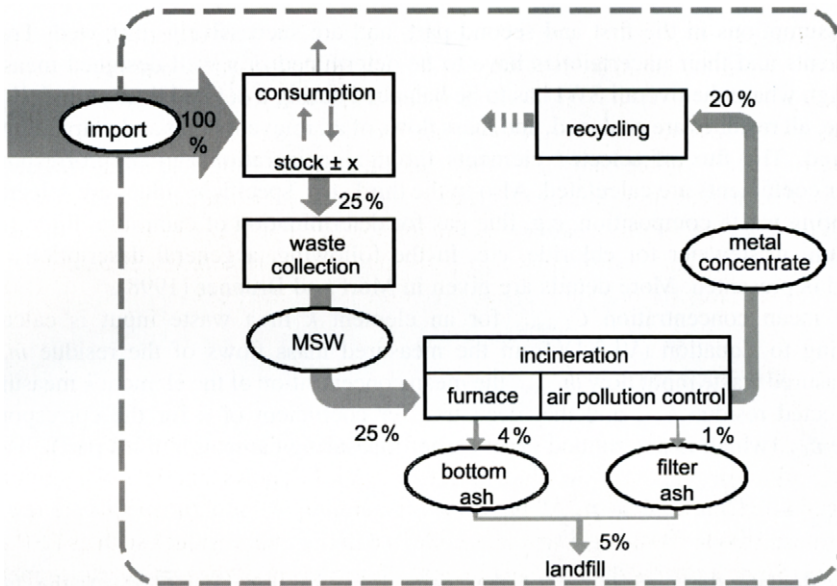 consumption
20 %
import
100
%
recycling
stock ± x
25 %
waste
collection
metal
concentrate
MSW
incineration
furnace
air pollution control
25 %
4%
1%
bottom
ash
filter
ash
5%
landfill